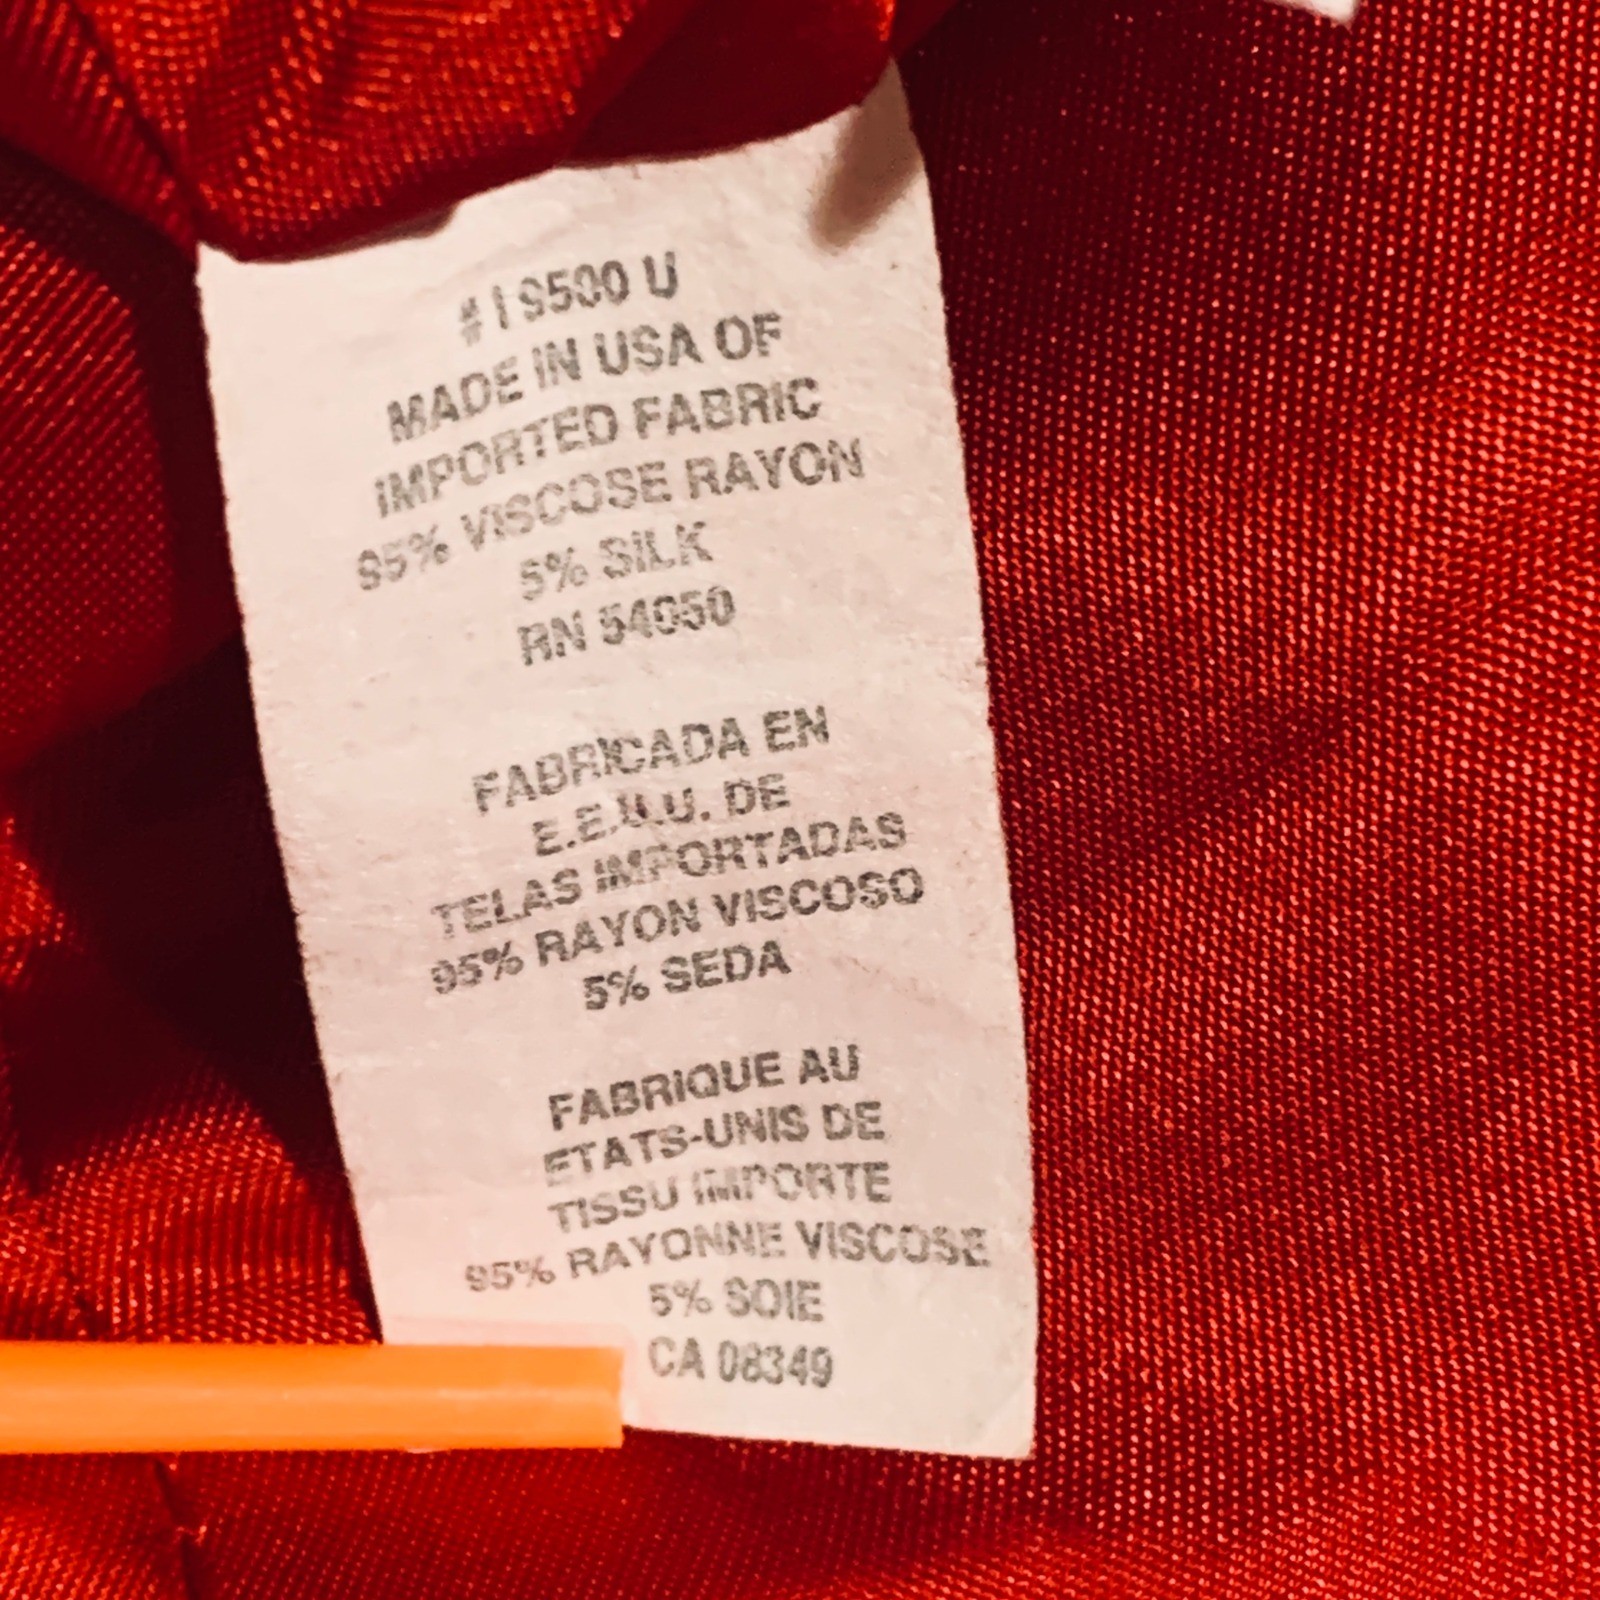 #19500 U
MADE IN USA OF
IMPORTED FABRIC
95% VISCOSE RAYON
5% SILK
RN 54050
FABRICADA EN
E.E.U.U. DE
TELAS IMPORTADAS
95% RAYON VISCOSO
5% SEDA
FABRIQUE AU
ETATS-UNIS DE
TISSU IMPORTE
95% RAYONNE VISCOSE
5% SOIE
CA 08349